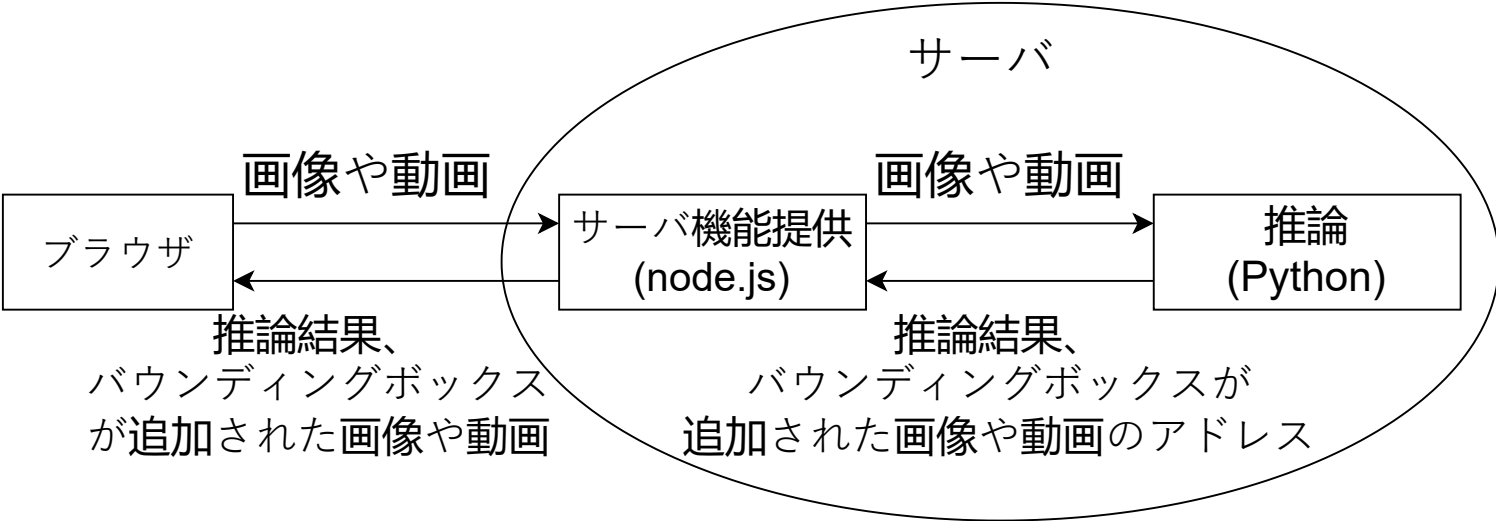 サーバ
画像や動画
画像や動画
ブラウザ
サーバ機能提供
(node.js)
推論
(Python)
推論結果、
バウンディングボックス
が追加された画像や動画
推論結果、
バウンディングボックスが
追加された画像や動画のアドレス